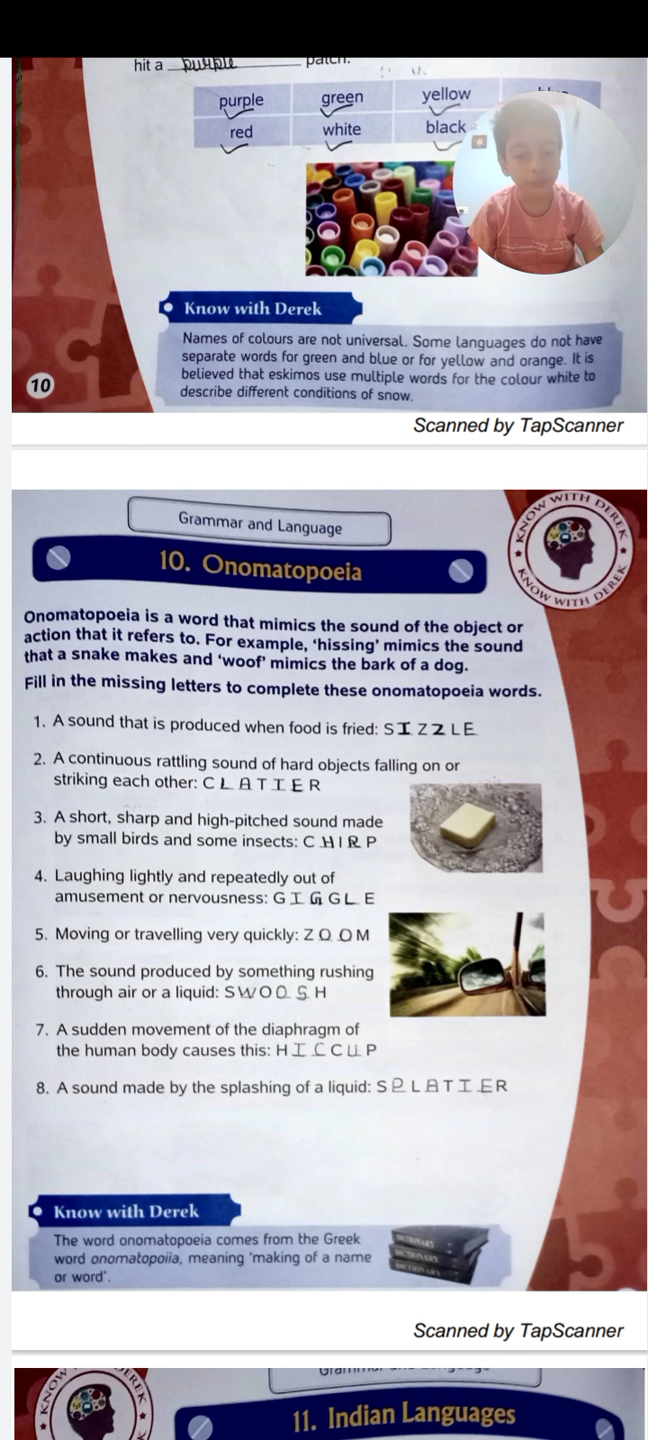 hit a purple patch.
purple green yellow
red white black
Know with Derek
Names of colours are not universal. Some languages do not have
separate words for green and blue or for yellow and orange. It is
believed that eskimos use multiple words for the colour white to
describe different conditions of snow.
10
Scanned by TapScanner
Grammar and Language
KNOW WITH DEREK
KNOW WITH DEREK
10. Onomatopoeia
Onomatopoeia is a word that mimics the sound of the object or
action that it refers to. For example, ‘hissing’ mimics the sound
that a snake makes and ‘woof’ mimics the bark of a dog.
Fill in the missing letters to complete these onomatopoeia words.
1. A sound that is produced when food is fried: SIZZLE
2. A continuous rattling sound of hard objects falling on or
striking each other: CLATIER
3. A short, sharp and high-pitched sound made
by small birds and some insects: CHIRP
4. Laughing lightly and repeatedly out of
amusement or nervousness: GIGGLE
5. Moving or travelling very quickly: ZOOM
6. The sound produced by something rushing
through air or a liquid: SWOOSH
7. A sudden movement of the diaphragm of
the human body causes this: HICCUP
8. A sound made by the splashing of a liquid: SPLATIER
Know with Derek
The word onomatopoeia comes from the Greek
word onomatopoiia, meaning ‘making of a name
or word’.
DICTIONARY
DICTIONARY
DICTIONARY
Scanned by TapScanner
Grammar and Language
KNOW DEREK
11. Indian Languages